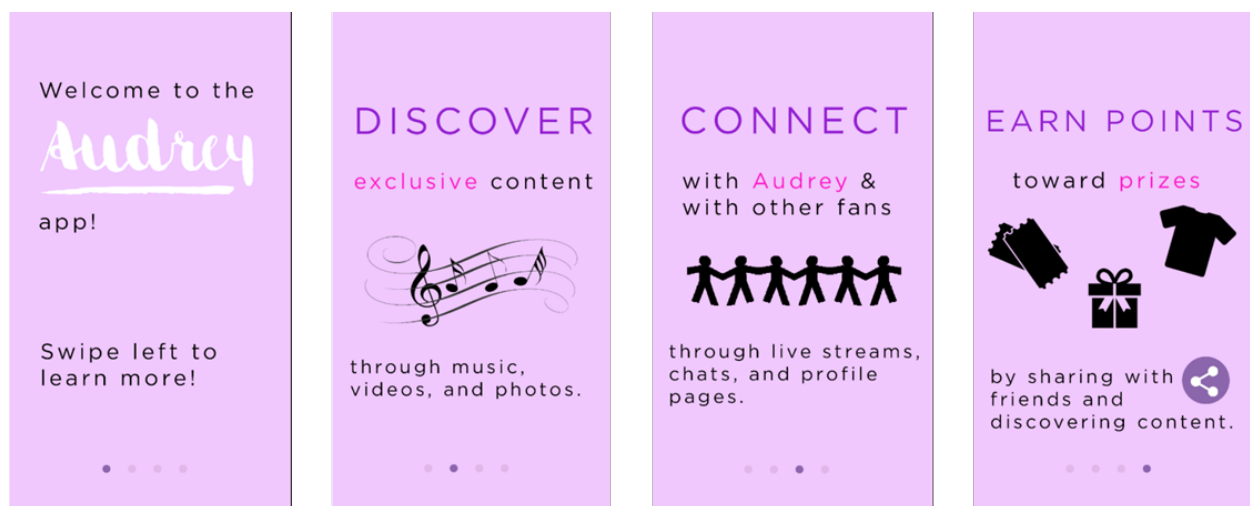 Welcome to the
Audrey
app!
Swipe left to
learn more!
DISCOVER
exclusive content
through music,
videos, and photos.
CONNECT
with Audrey &
with other fans
through live streams,
chats, and profile
pages.
EARN POINTS
toward prizes
by sharing with
friends and
discovering content.